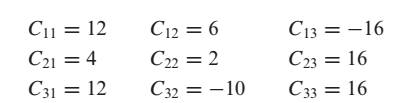 C₁₁ = 12 C₁₂ = 6 C₁₃ = −16
C₂₁ = 4 C₂₂ = 2 C₂₃ = 16
C₃₁ = 12 C₃₂ = −10 C₃₃ = 16